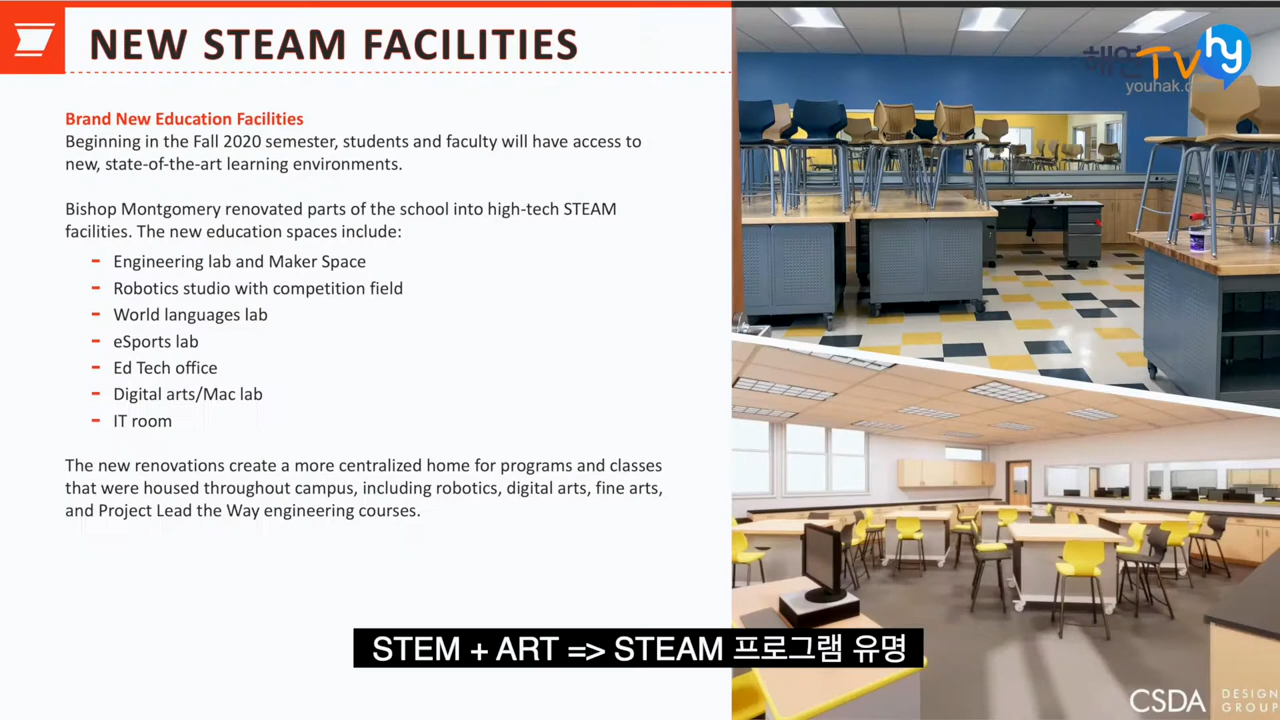 NEW STEAM FACILITIES
Brand New Education Facilities
Beginning in the Fall 2020 semester, students and faculty will have access to
new, state-of-the-art learning environments.
Bishop Montgomery renovated parts of the school into high-tech STEAM
facilities. The new education spaces include:
- Engineering lab and Maker Space
- Robotics studio with competition field
- World languages lab
- eSports lab
- Ed Tech office
- Digital arts/Mac lab
- IT room
The new renovations create a more centralized home for programs and classes
that were housed throughout campus, including robotics, digital arts, fine arts,
and Project Lead the Way engineering courses.
해연TV hy
STEM + ART => STEAM 프로그램 유명
CSDA DESIGN
GROUP